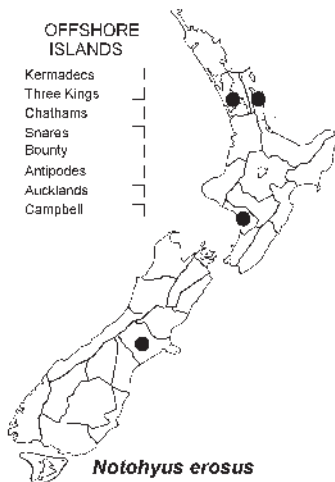 OFFSHORE
ISLANDS
Kermadecs
Three Kings
Chathams
Snares
Bounty
Antipodes
Aucklands
Campbell
Notohyus erosus